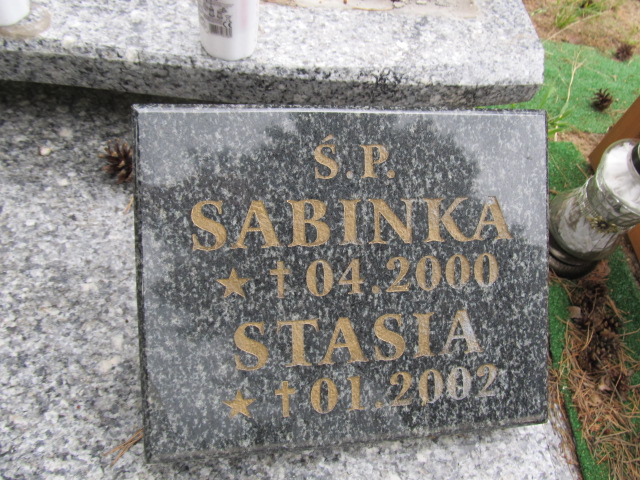 Ś.P.
SABINKA
★ † 04.2000
STASIA
★ † 01.2002